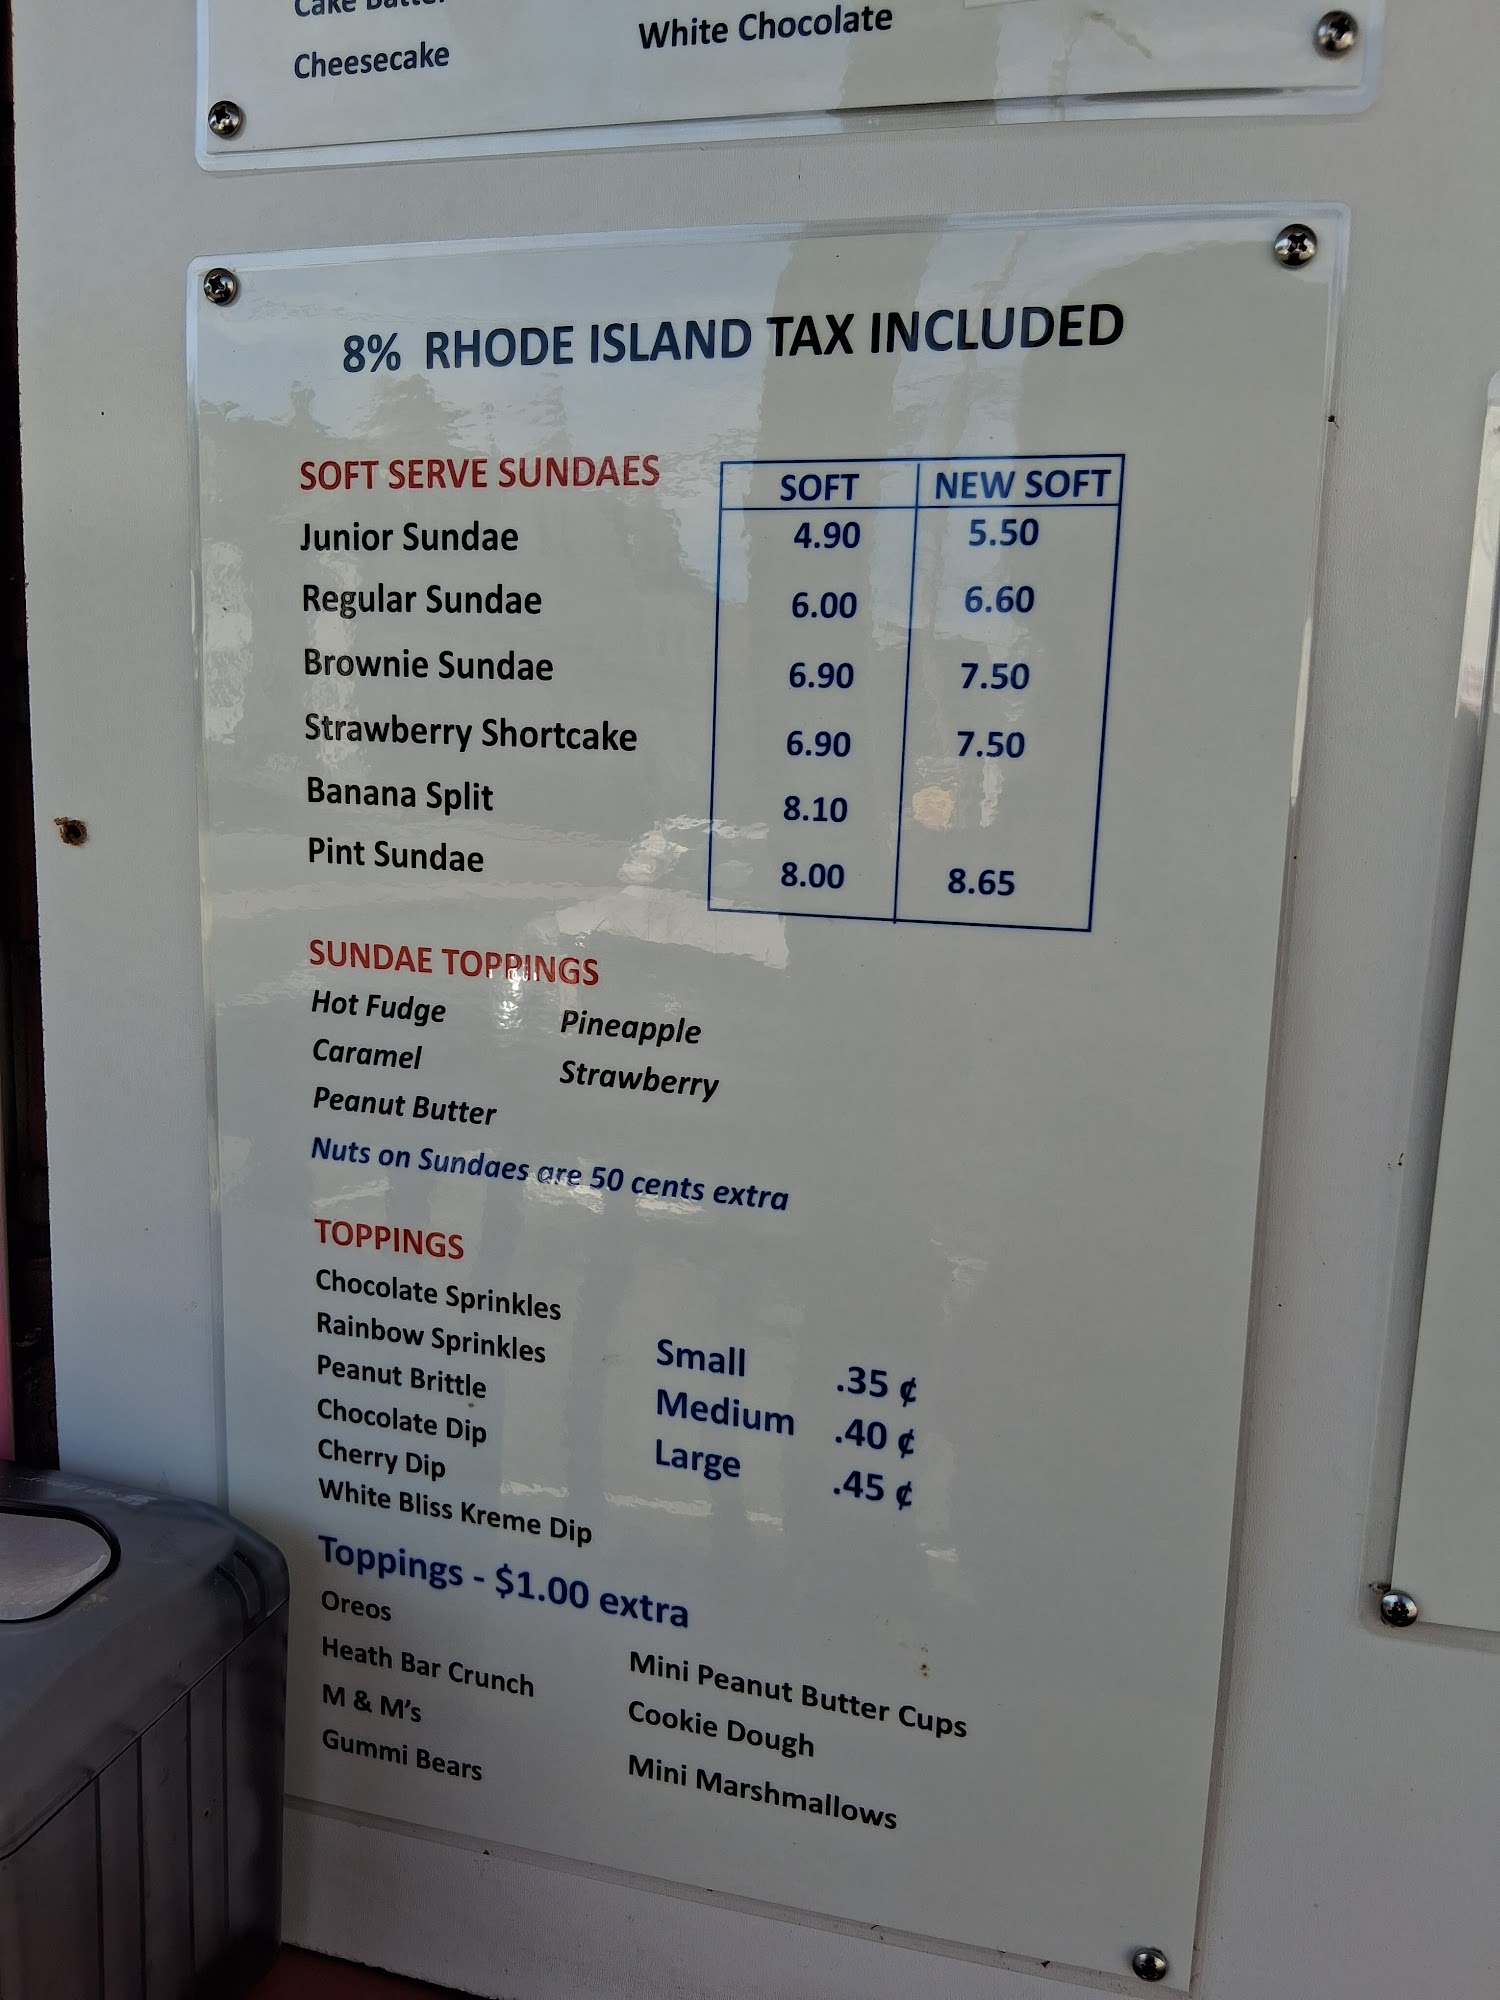 Cake
Cheesecake
White Chocolate
8% RHODE ISLAND TAX INCLUDED
SOFT SERVE SUNDAES SOFT NEW SOFT
Junior Sundae 4.90 5.50
Regular Sundae 6.00 6.60
Brownie Sundae 6.90 7.50
Strawberry Shortcake 6.90 7.50
Banana Split 8.10
Pint Sundae 8.00 8.65
SUNDAE TOPPINGS
Hot Fudge Pineapple
Caramel Strawberry
Peanut Butter
Nuts on Sundaes are 50 cents extra
TOPPINGS
Chocolate Sprinkles
Rainbow Sprinkles
Peanut Brittle
Chocolate Dip
Cherry Dip
White Bliss Kreme Dip
Small .35 ¢
Medium .40 ¢
Large .45 ¢
Toppings - $1.00 extra
Oreos
Heath Bar Crunch
M & M's
Gummi Bears
Mini Peanut Butter Cups
Cookie Dough
Mini Marshmallows